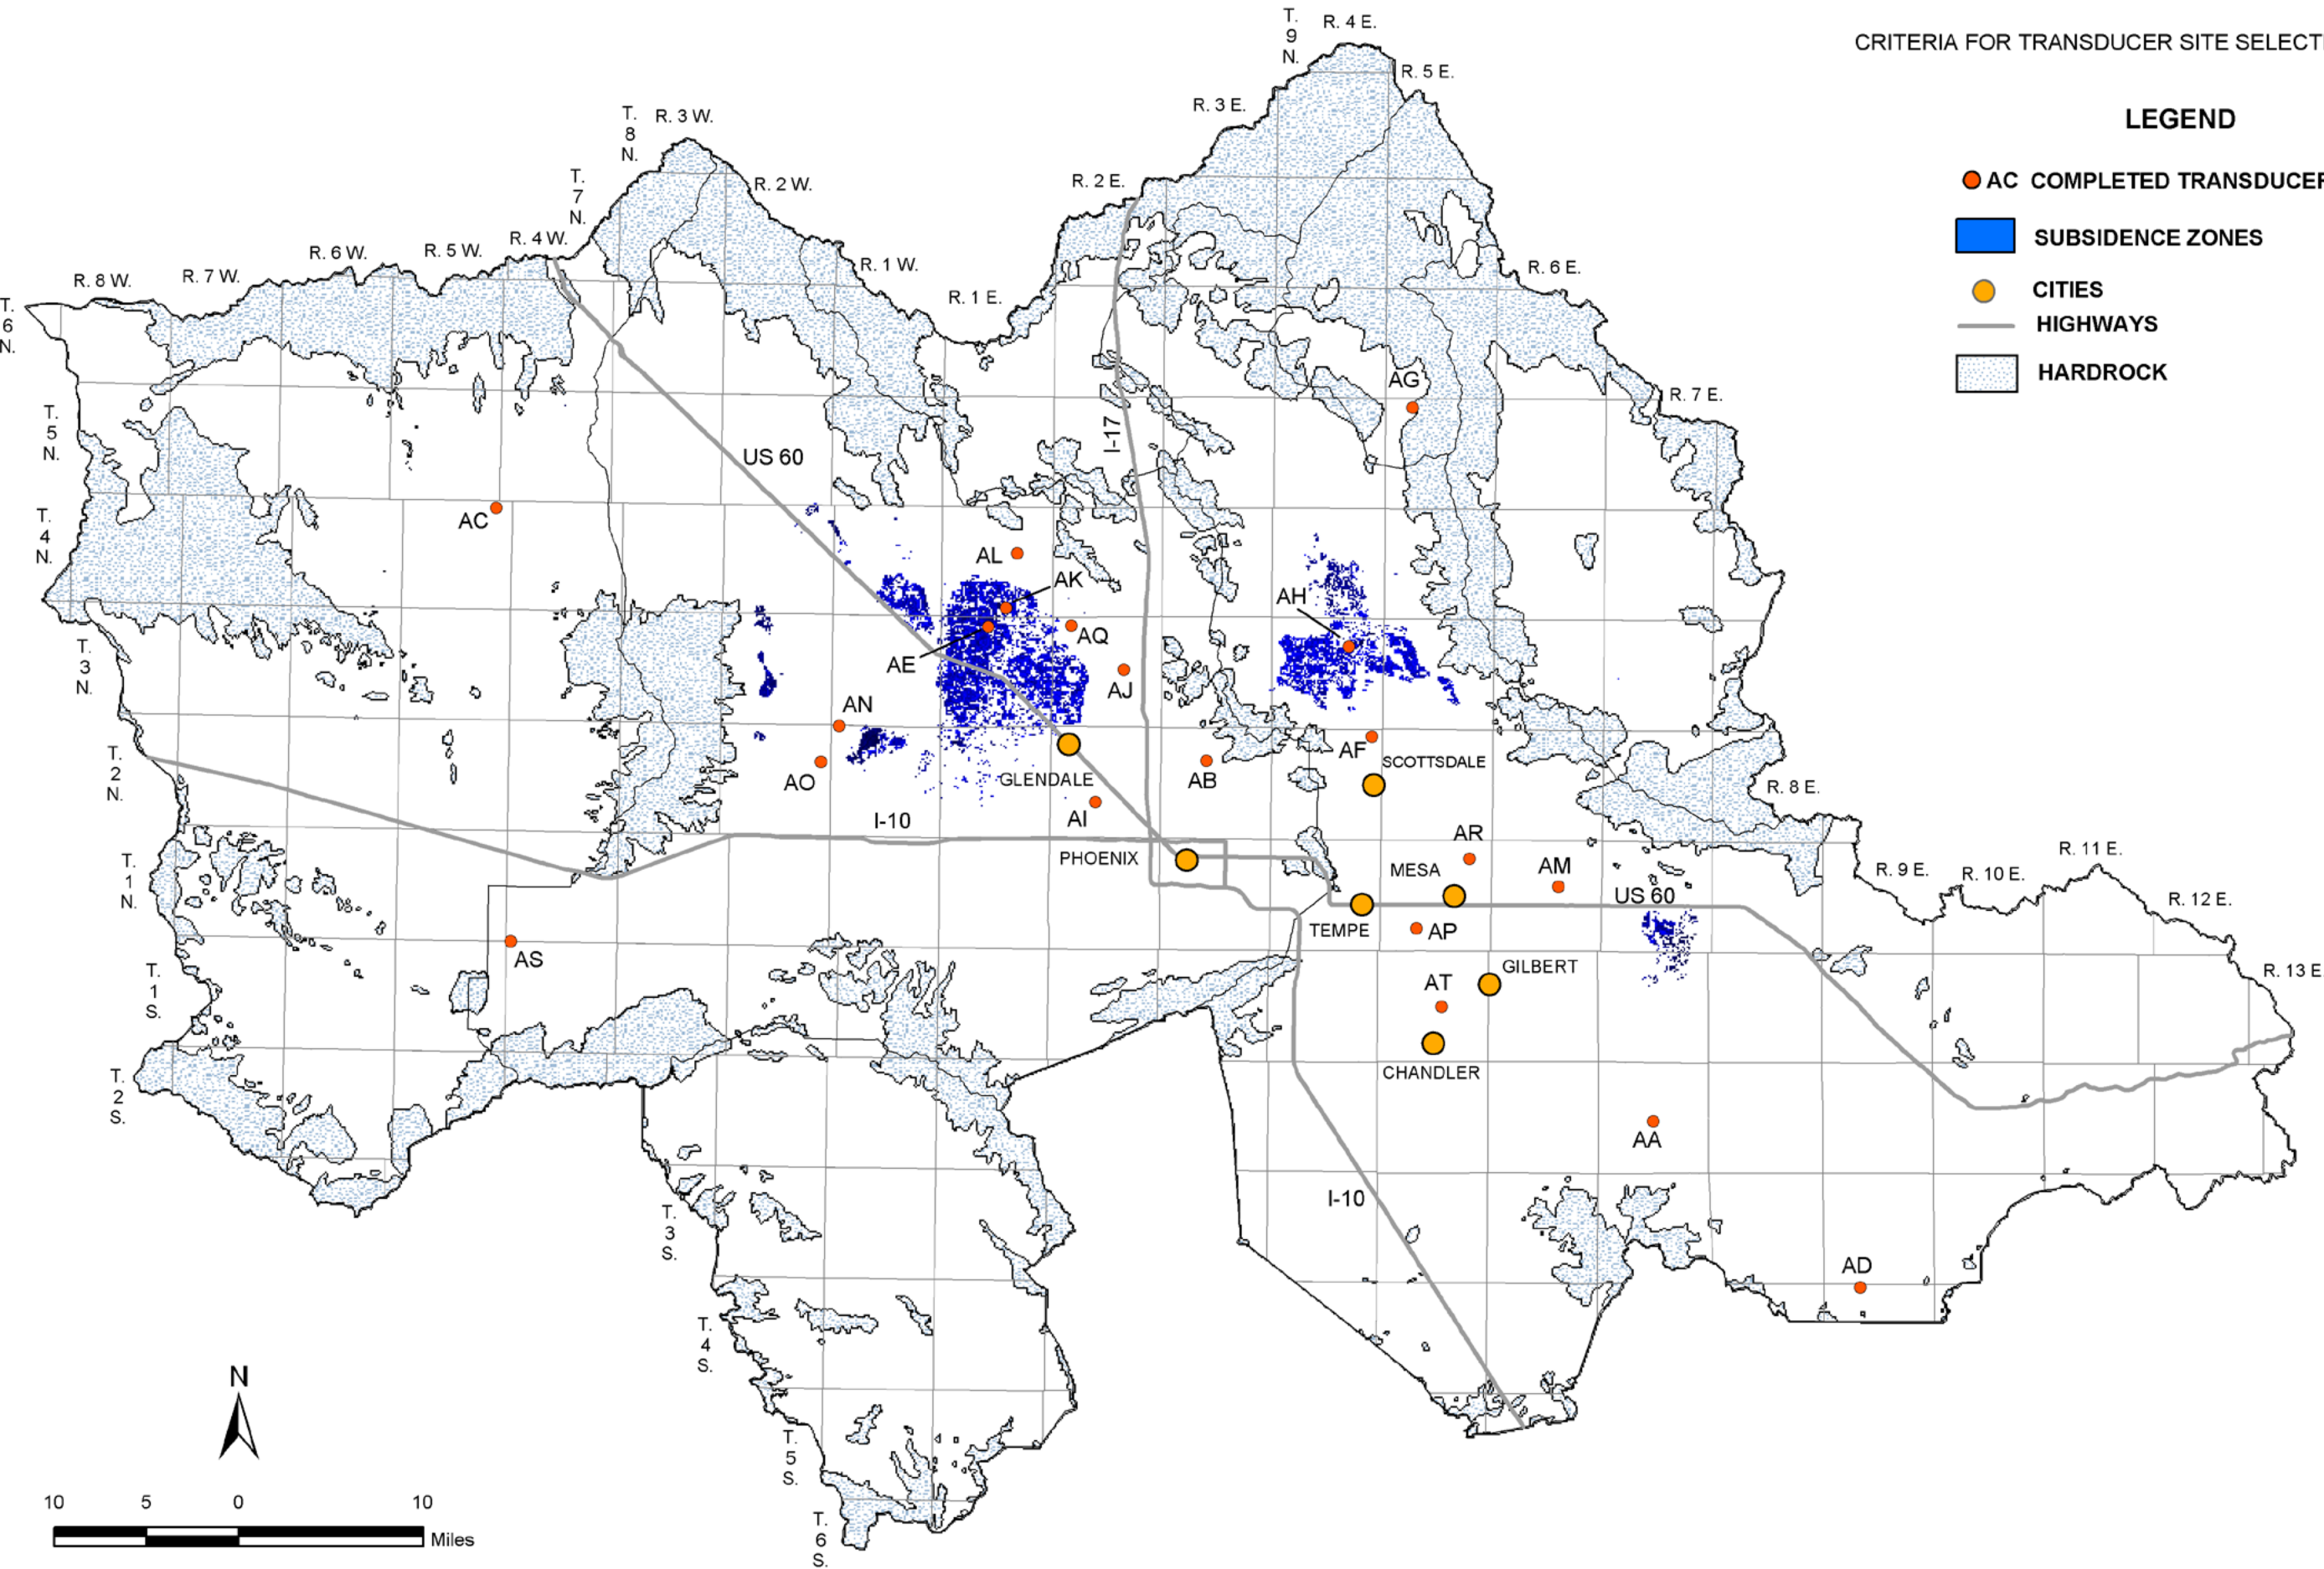 CRITERIA FOR TRANSDUCER SITE SELECTI
LEGEND
AC COMPLETED TRANSDUCER
SUBSIDENCE ZONES
CITIES
HIGHWAYS
HARDROCK
T.
9
N.
R. 4 E.
R. 5 E.
R. 3 E.
T.
8
N.
R. 3 W.
T.
7
N.
R. 2 W.
R. 2 E.
R. 4 W.
R. 5 W.
R. 6 W.
R. 7 W.
R. 8 W.
R. 1 W.
R. 1 E.
R. 6 E.
T.
6
N.
AG
R. 7 E.
T.
5
N.
US 60
I-17
T.
4
N.
AC
AL
AK
AH
AQ
AE
T.
3
N.
AJ
AN
T.
2
N.
AO
GLENDALE
AB
AF
SCOTTSDALE
R. 8 E.
AI
I-10
PHOENIX
AR
MESA
AM
US 60
T.
1
N.
R. 9 E.
R. 10 E.
R. 11 E.
R. 12 E.
TEMPE
AP
AS
T.
1
S.
GILBERT
AT
R. 13 E
CHANDLER
T.
2
S.
AA
I-10
T.
3
S.
AD
T.
4
S.
T.
5
S.
T.
6
S.
N
10 5 0 10
Miles